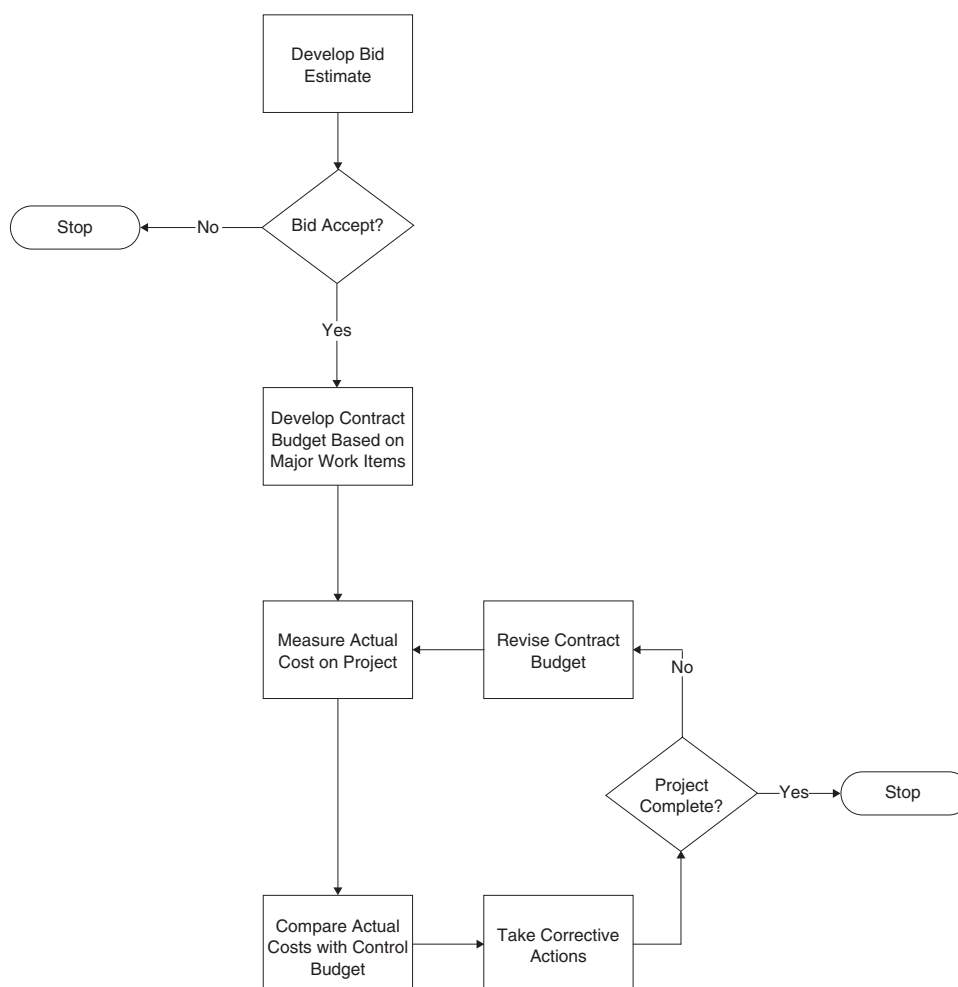 Develop Bid
Estimate
Stop
No
Bid Accept?
Yes
Develop Contract
Budget Based on
Major Work Items
Measure Actual
Cost on Project
Revise Contract
Budget
No
Project
Complete?
Yes
Stop
Compare Actual
Costs with Control
Budget
Take Corrective
Actions